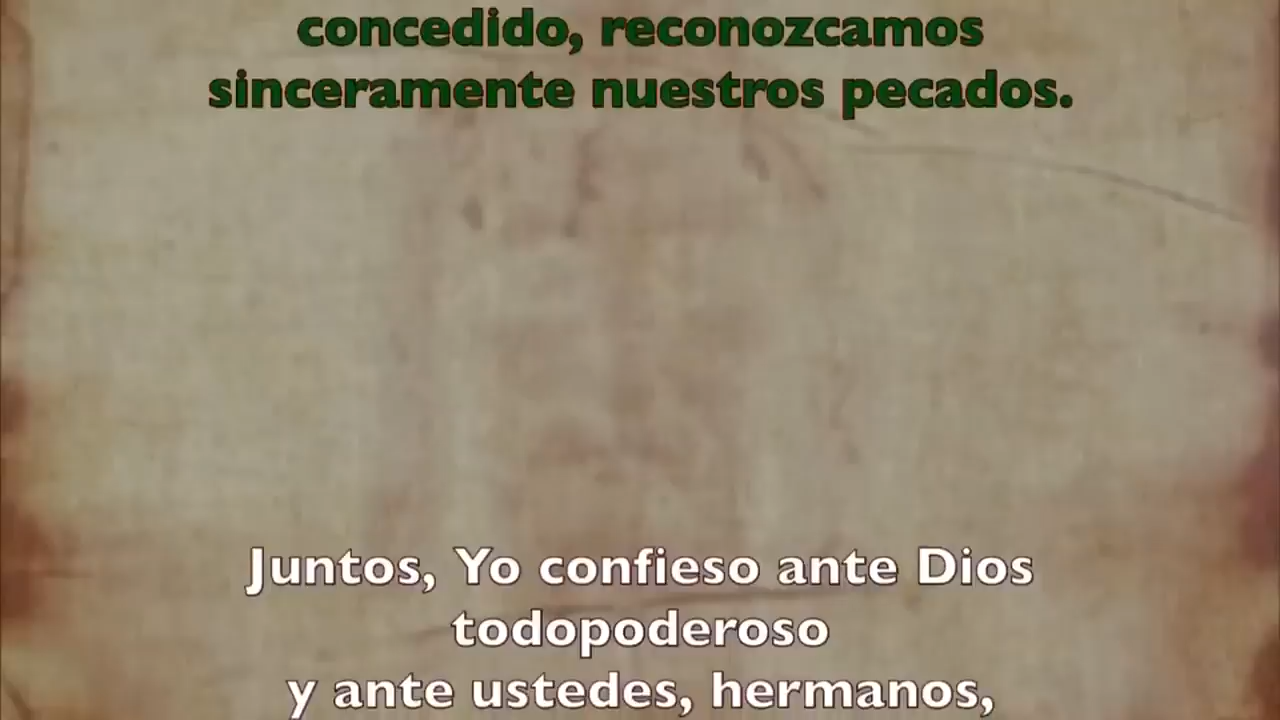 concedido, reconozcamos
sinceramente nuestros pecados.
Juntos, Yo confieso ante Dios
todopoderoso
y ante ustedes, hermanos,